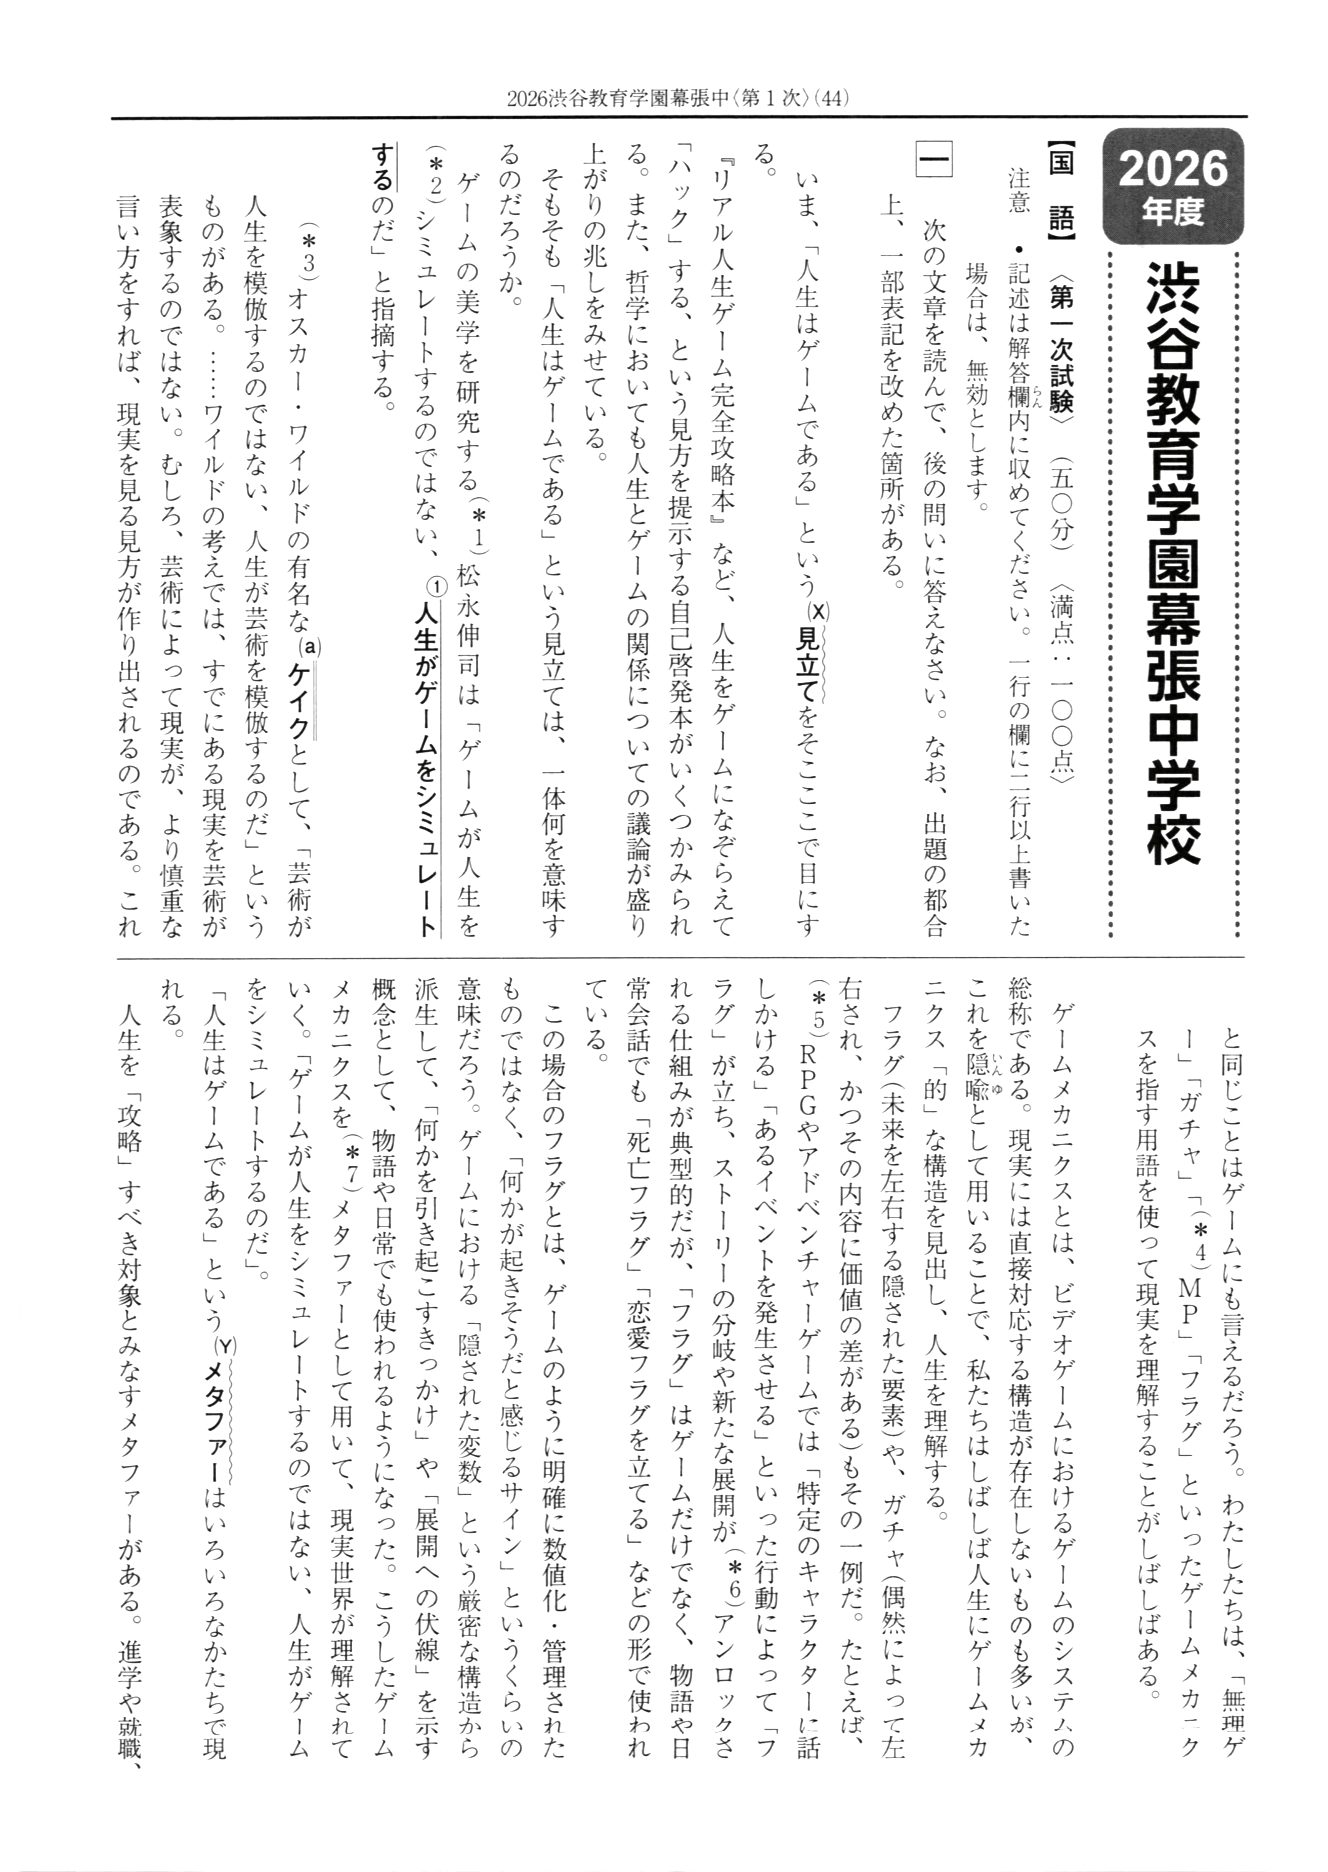 2026渋谷教育学園幕張中〈第1次〉(44)
2026年度
渋谷教育学園幕張中学校
【国語】〈第一次試験〉（五〇分）〈満点：一〇〇点〉
注意　・記述は解答欄内に収めてください。一行の欄に二行以上書いた
場合は、無効とします。
一　次の文章を読んで、後の問いに答えなさい。なお、出題の都合
上、一部表記を改めた箇所がある。
いま、「人生はゲームである」という(X)見立てをそこここで目にす
る。
『リアル人生ゲーム完全攻略本』など、人生をゲームになぞらえて
「ハック」する、という見方を提示する自己啓発本がいくつかみられ
る。また、哲学においても人生とゲームの関係についての議論が盛り
上がりの兆しをみせている。
そもそも「人生はゲームである」という見立ては、一体何を意味す
るのだろうか。
ゲームの美学を研究する(＊1)松永伸司は「ゲームが人生を
(＊2)シミュレートするのではない、①人生がゲームをシミュレート
するのだ」と指摘する。
(＊3)オスカー・ワイルドの有名な(a)ケイクとして、「芸術が
人生を模倣するのではない、人生が芸術を模倣するのだ」という
ものがある。……ワイルドの考えでは、すでにある現実を芸術が
表象するのではない。むしろ、芸術によって現実が、より慎重な
言い方をすれば、現実を見る見方が作り出されるのである。これ
と同じことはゲームにも言えるだろう。わたしたちは、「無理ゲ
ー」「ガチャ」「(＊4)MP」「フラグ」といったゲームメカニク
スを指す用語を使って現実を理解することがしばしばある。
ゲームメカニクスとは、ビデオゲームにおけるゲームのシステムの
総称である。現実には直接対応する構造が存在しないものも多いが、
これを隠喩として用いることで、私たちはしばしば人生にゲームメカ
ニクス「的」な構造を見出し、人生を理解する。
フラグ(未来を左右する隠された要素)や、ガチャ(偶然によって左
右され、かつその内容に価値の差がある)もその一例だ。たとえば、
(＊5)RPGやアドベンチャーゲームでは「特定のキャラクターに話
しかける」「あるイベントを発生させる」といった行動によって「フ
ラグ」が立ち、ストーリーの分岐や新たな展開が(＊6)アンロックさ
れる仕組みが典型的だが、「フラグ」はゲームだけでなく、物語や日
常会話でも「死亡フラグ」「恋愛フラグを立てる」などの形で使われ
ている。
この場合のフラグとは、ゲームのように明確に数値化・管理された
ものではなく、「何かが起きそうだと感じるサイン」というくらいの
意味だろう。ゲームにおける「隠された変数」という厳密な構造から
派生して、「何かを引き起こすきっかけ」や「展開への伏線」を示す
概念として、物語や日常でも使われるようになった。こうしたゲーム
メカニクスを(＊7)メタファーとして用いて、現実世界が理解されて
いく。「ゲームが人生をシミュレートするのではない、人生がゲーム
をシミュレートするのだ」。
「人生はゲームである」という(Y)メタファーはいろいろなかたちで現
れる。
人生を「攻略」すべき対象とみなすメタファーがある。進学や就職、